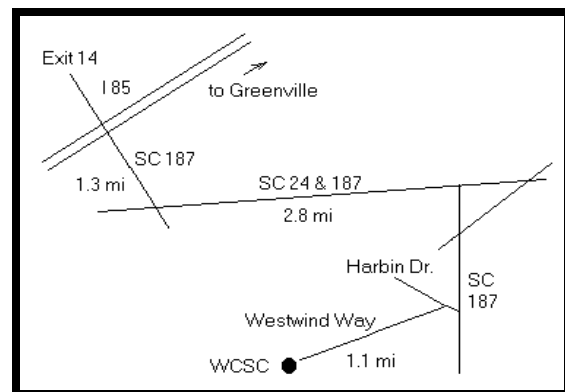 Exit 14
I 85
to Greenville
SC 187
1.3 mi
SC 24 & 187
2.8 mi
Harbin Dr.
SC
187
Westwind Way
1.1 mi
WCSC